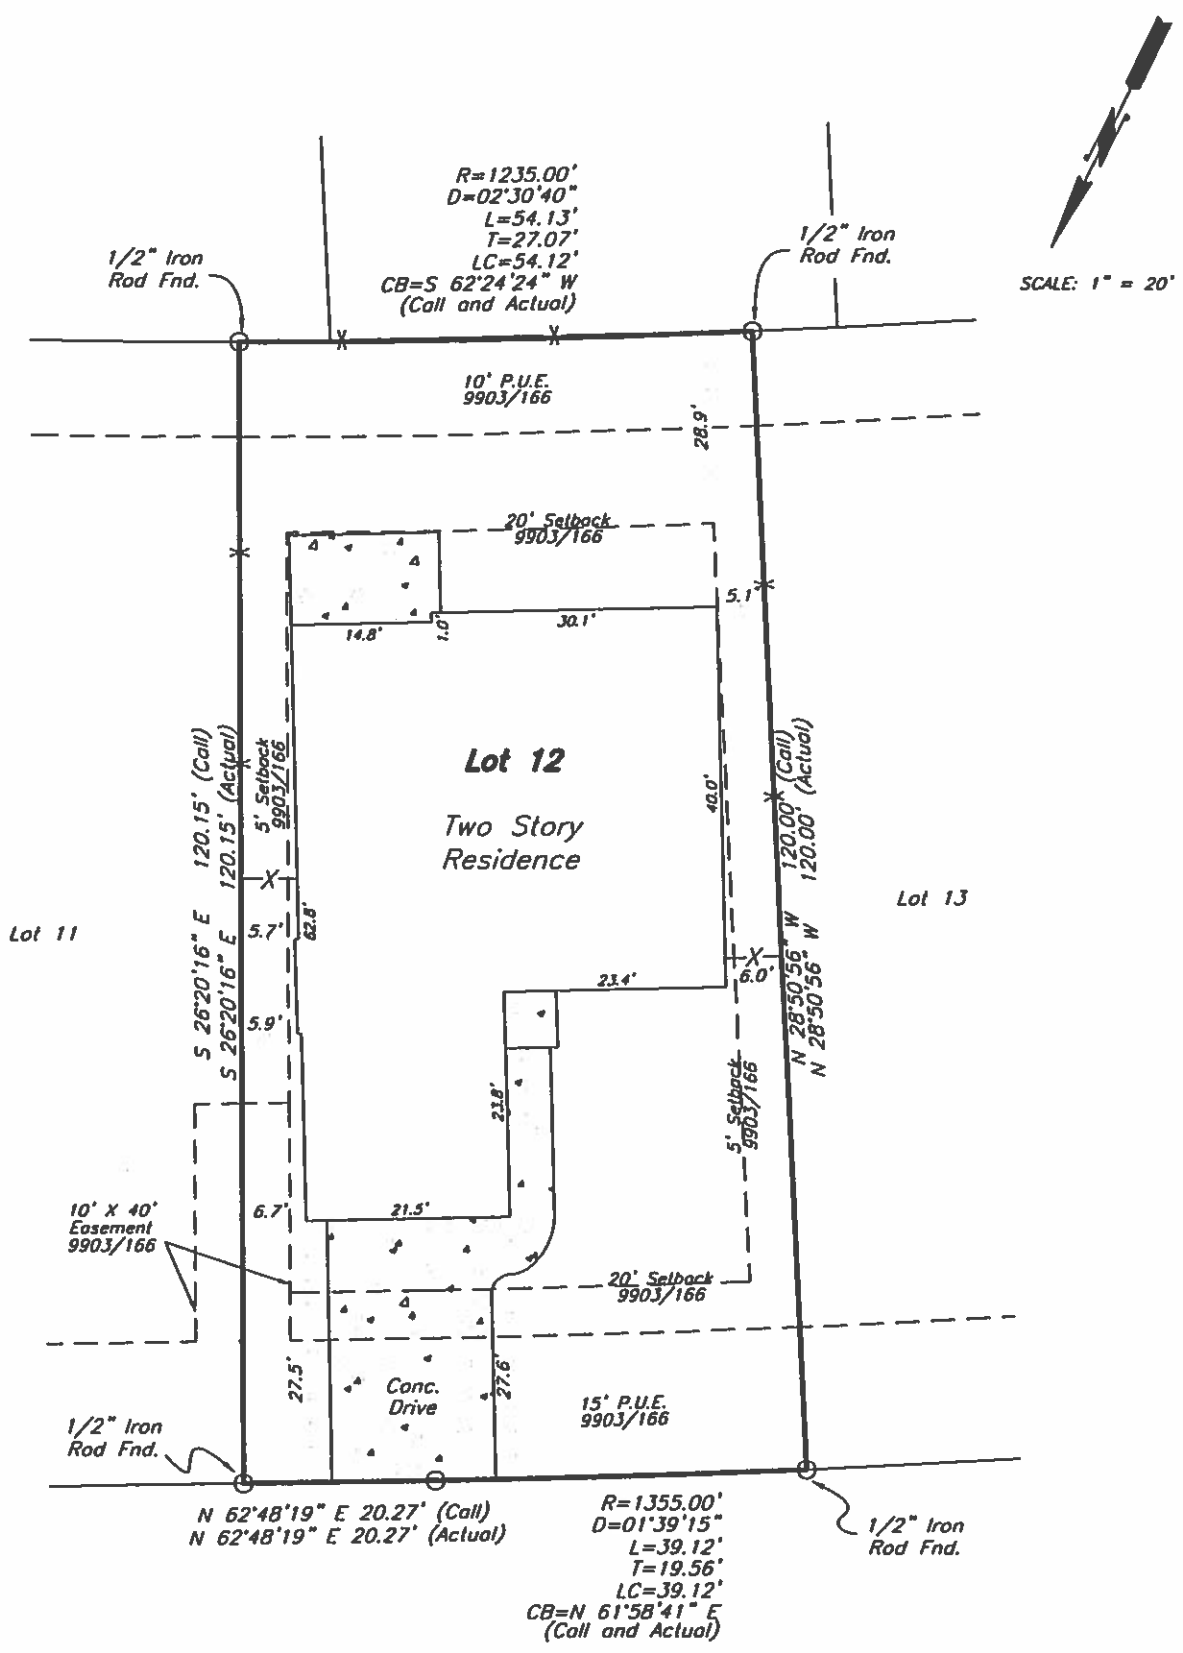 R=1235.00'
D=02°30'40"
L=54.13'
T=27.07'
LC=54.12'
CB=S 62°24'24" W
(Call and Actual)
1/2" Iron
Rod Fnd.
1/2" Iron
Rod Fnd.
SCALE: 1" = 20'
10' P.U.E.
9903/166
28.9'
20' Setback
9903/166
5.1'
14.8'
1.0'
30.1'
Lot 12
Two Story
Residence
40.0'
S 26°20'16" E 120.15' (Call)
S 26°20'16" E 120.15' (Actual)
5' Setback
9903/166
X
62.8'
5.7'
Lot 11
N 28°50'56" W 120.00' (Call)
N 28°50'56" W 120.00' (Actual)
Lot 13
X
6.0'
23.4'
5.9'
23.8'
5' Setback
9903/166
10' X 40'
Easement
9903/166
6.7'
21.5'
20' Setback
9903/166
27.5'
27.6'
Conc.
Drive
15' P.U.E.
9903/166
1/2" Iron
Rod Fnd.
N 62°48'19" E 20.27' (Call)
N 62°48'19" E 20.27' (Actual)
R=1355.00'
D=01°39'15"
L=39.12'
T=19.56'
LC=39.12'
CB=N 61°58'41" E
(Call and Actual)
1/2" Iron
Rod Fnd.